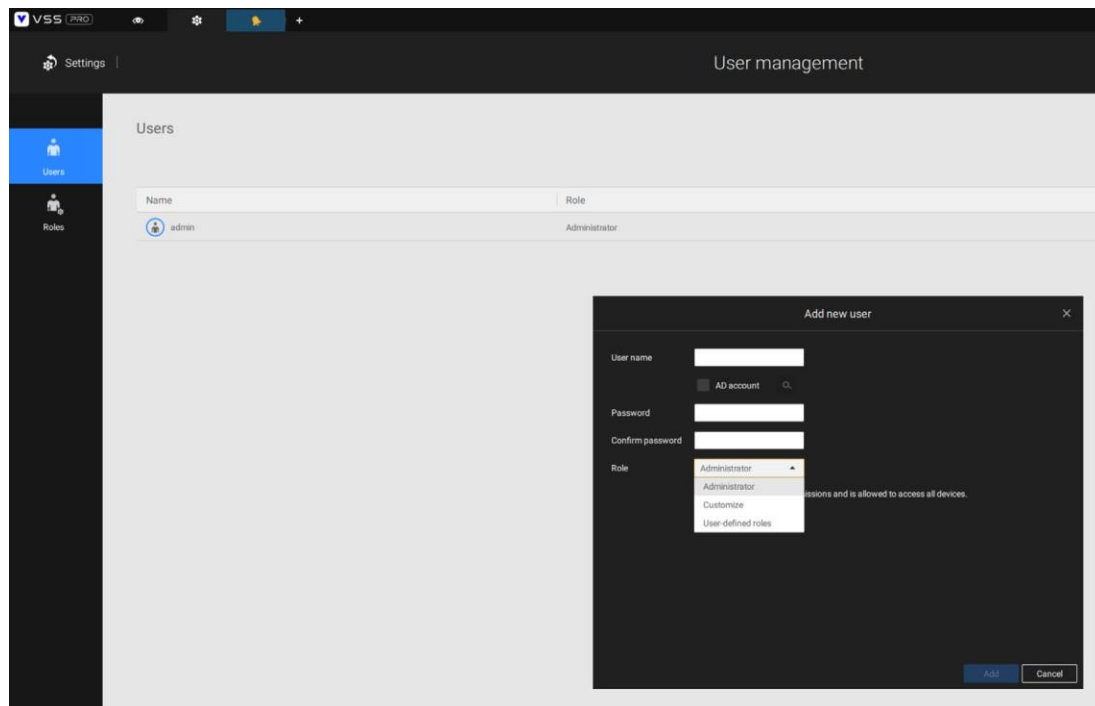 VSS PRO
+
Settings
User management
Users
Roles
Users
Name Role
admin Administrator
Add new user
User name
AD account
Password
Confirm password
Role Administrator
Administrator
issions and is allowed to access all devices.
Customize
User-defined roles
Add Cancel